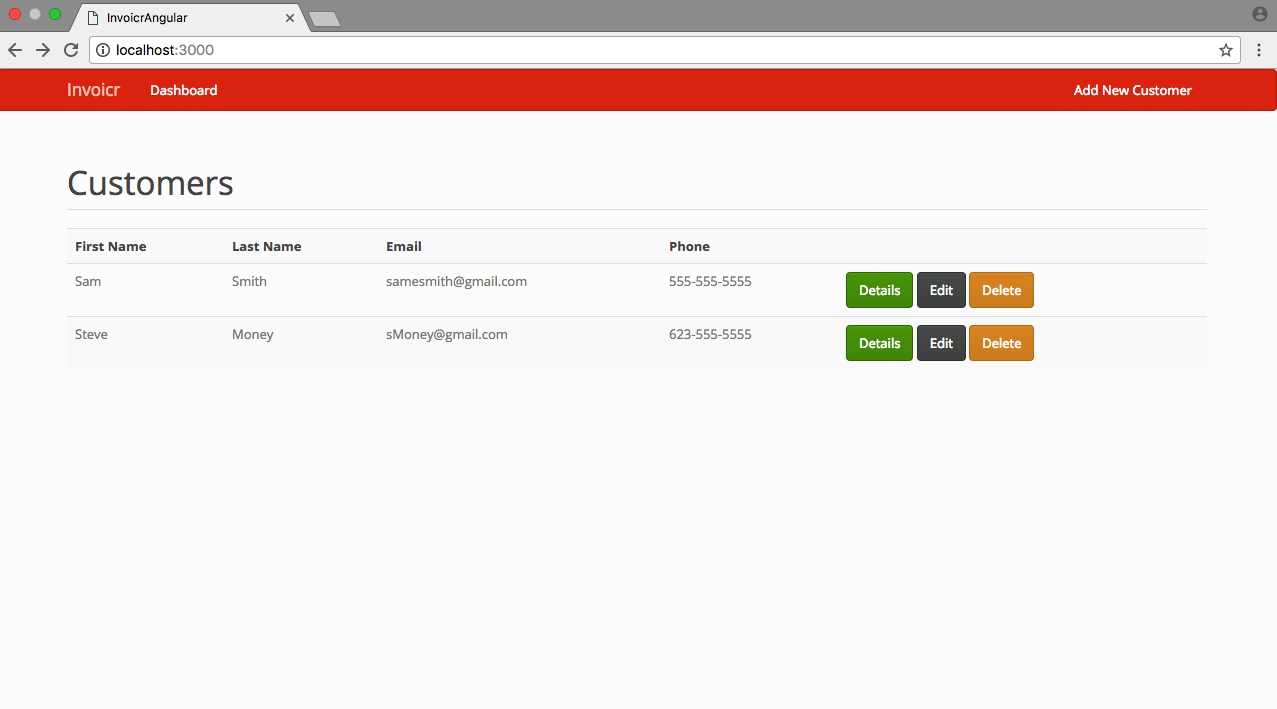 InvoicrAngular
localhost:3000
Invoicr Dashboard Add New Customer
Customers
First Name Last Name Email Phone
Sam Smith samesmith@gmail.com 555-555-5555 Details Edit Delete
Steve Money sMoney@gmail.com 623-555-5555 Details Edit Delete